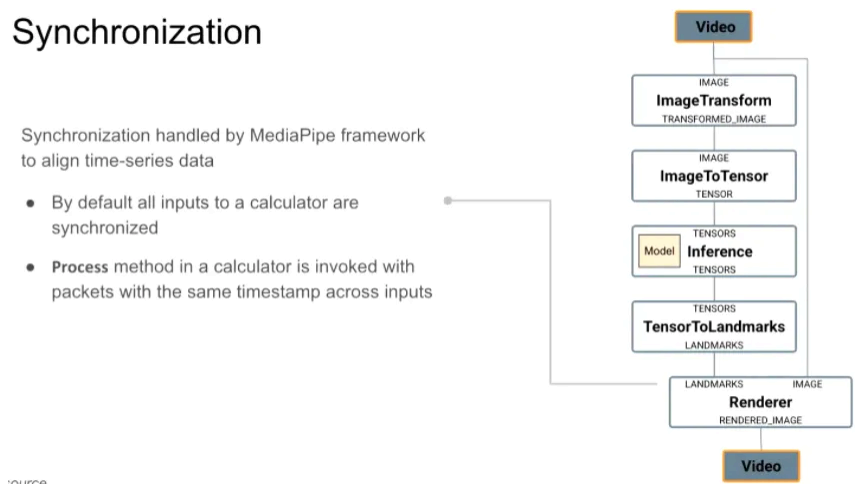 Synchronization
Synchronization handled by MediaPipe framework
to align time-series data
● By default all inputs to a calculator are
synchronized
● Process method in a calculator is invoked with
packets with the same timestamp across inputs
Video
IMAGE
ImageTransform
TRANSFORMED_IMAGE
IMAGE
ImageToTensor
TENSOR
TENSORS
Model Inference
TENSORS
TENSORS
TensorToLandmarks
LANDMARKS
LANDMARKS IMAGE
Renderer
RENDERED_IMAGE
Video